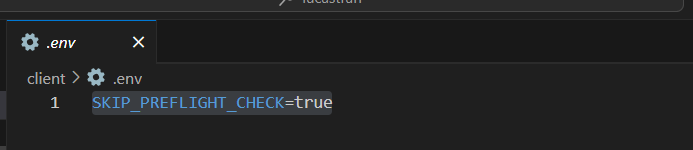 .env
client > .env
1 SKIP_PREFLIGHT_CHECK=true